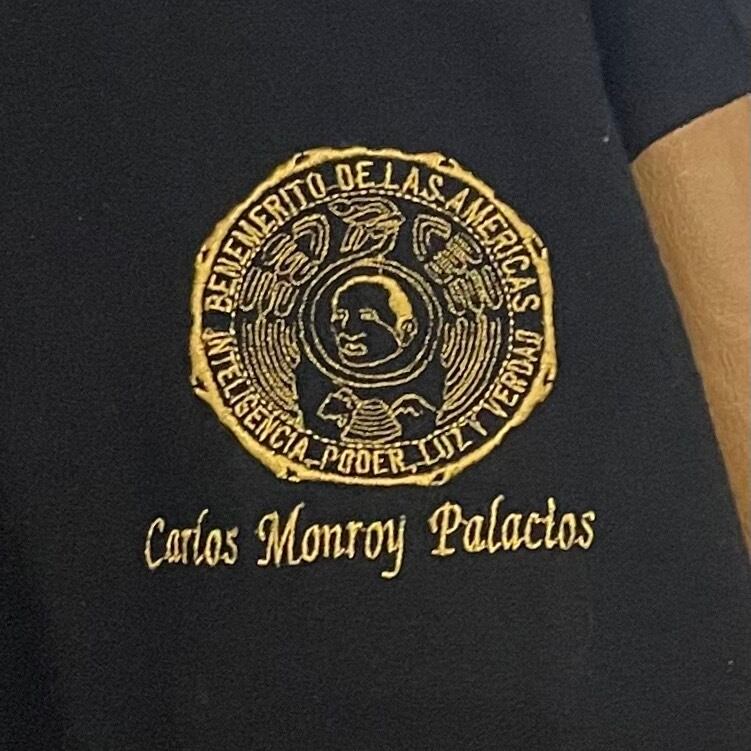 BENEMERITO DE LAS AMERICAS
INTELIGENCIA, PODER, LUZ Y VERDAD
Carlos Monroy Palacios